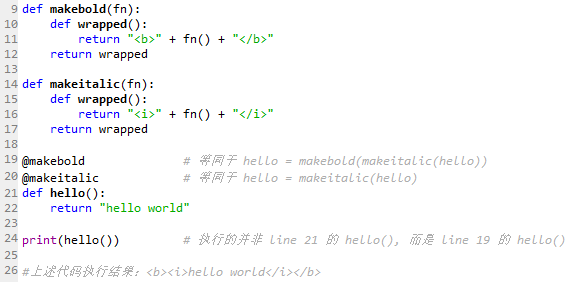 9 def makebold(fn):
10     def wrapped():
11         return "<b>" + fn() + "</b>"
12     return wrapped
13
14 def makeitalic(fn):
15     def wrapped():
16         return "<i>" + fn() + "</i>"
17     return wrapped
18
19 @makebold             # 等同于 hello = makebold(makeitalic(hello))
20 @makeitalic           # 等同于 hello = makeitalic(hello)
21 def hello():
22     return "hello world"
23
24 print(hello())        # 执行的并非 line 21 的 hello(), 而是 line 19 的 hello()
25
26 #上述代码执行结果: <b><i>hello world</i></b>